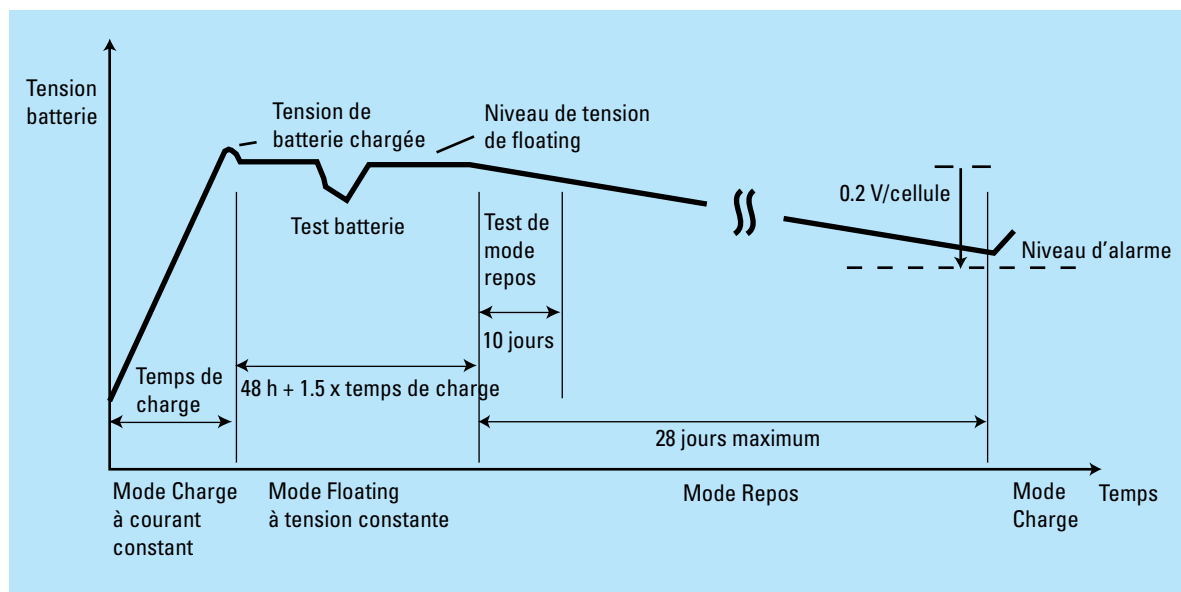 Tension
batterie
Tension de
batterie chargée
Niveau de tension
de floating
0.2 V/cellule
Test batterie
Test de
mode
repos
Niveau d'alarme
10 jours
Temps de
charge
48 h + 1.5 x temps de charge
28 jours maximum
Mode Charge
à courant
constant
Mode Floating
à tension constante
Mode Repos
Mode
Charge
Temps